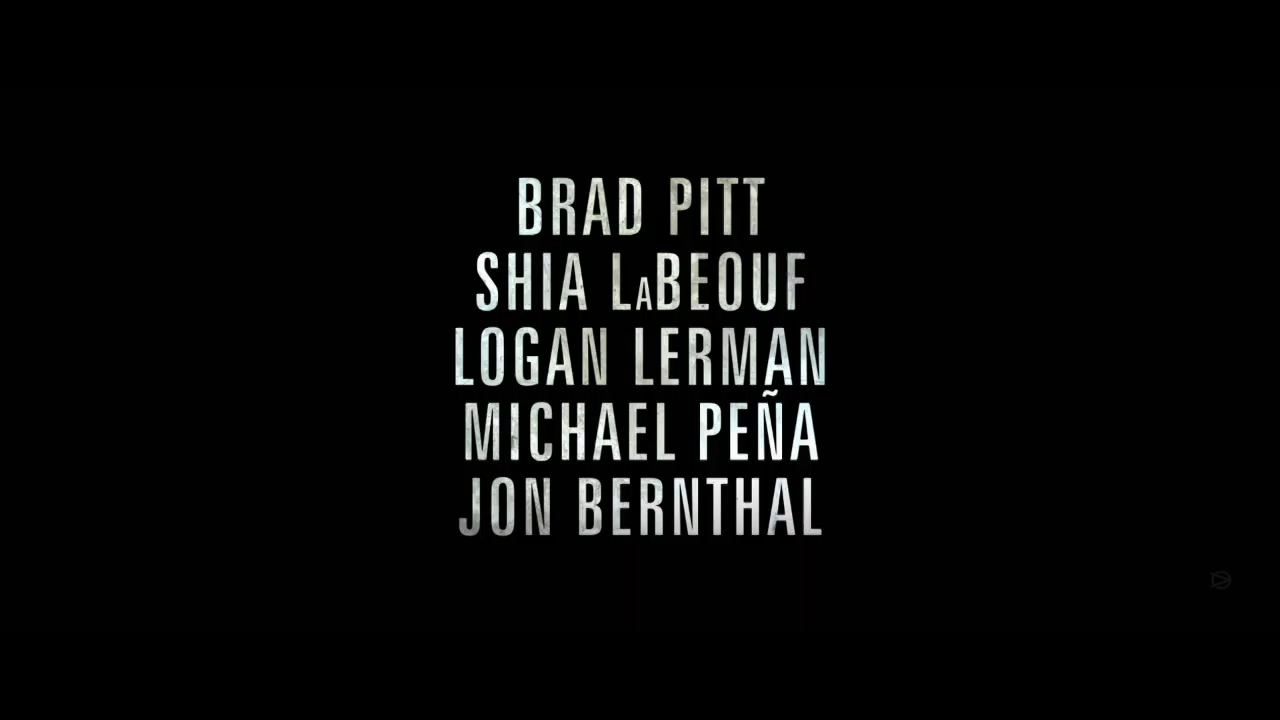 BRAD PITT
SHIA LaBEOUF
LOGAN LERMAN
MICHAEL PEÑA
JON BERNTHAL